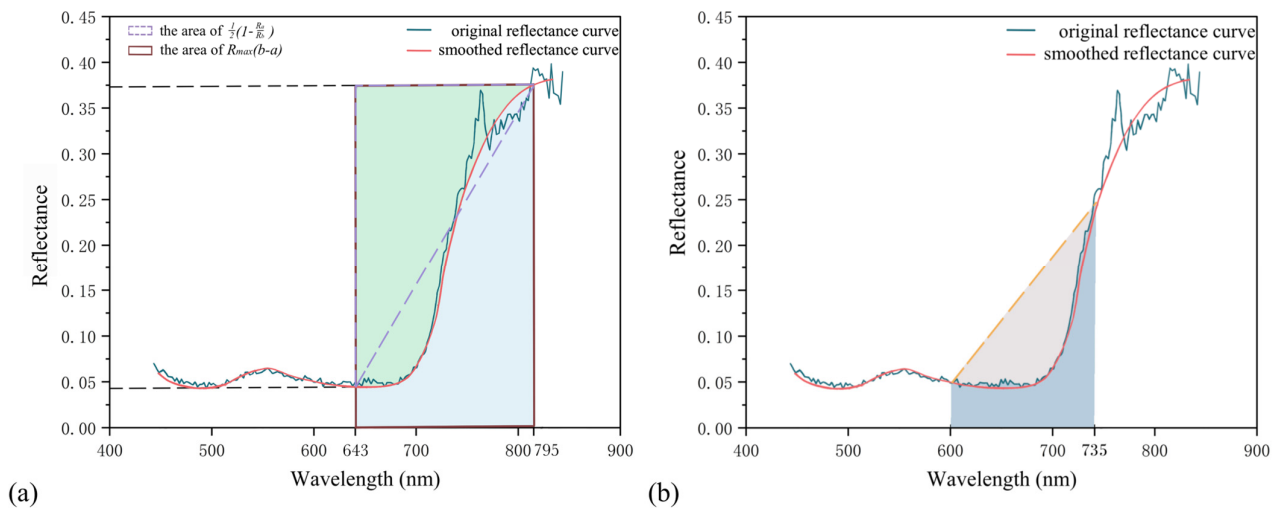 the area of ½(1-Ra/Rb)
the area of Rmax(b-a)
original reflectance curve
smoothed reflectance curve
Reflectance
0.45
0.40
0.35
0.30
0.25
0.20
0.15
0.10
0.05
0.00
400 500 600 643 700 800 795 900
Wavelength (nm)
(a)
original reflectance curve
smoothed reflectance curve
Reflectance
0.45
0.40
0.35
0.30
0.25
0.20
0.15
0.10
0.05
0.00
400 500 600 700 735 800 900
Wavelength (nm)
(b)